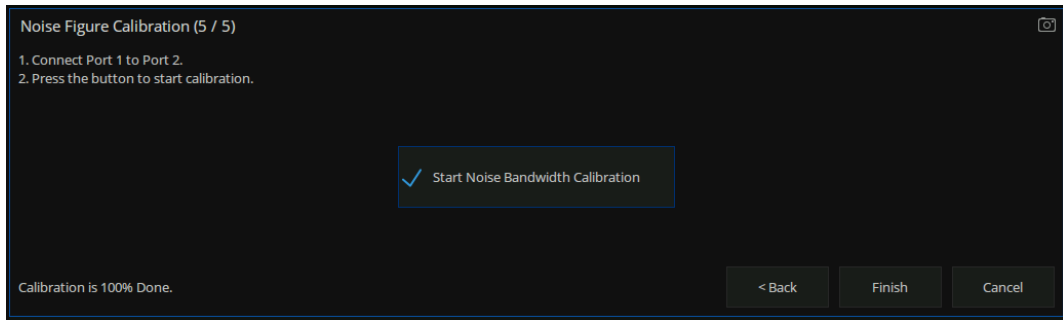 Noise Figure Calibration (5 / 5)
1. Connect Port 1 to Port 2.
2. Press the button to start calibration.
Start Noise Bandwidth Calibration
Calibration is 100% Done.
< Back
Finish
Cancel